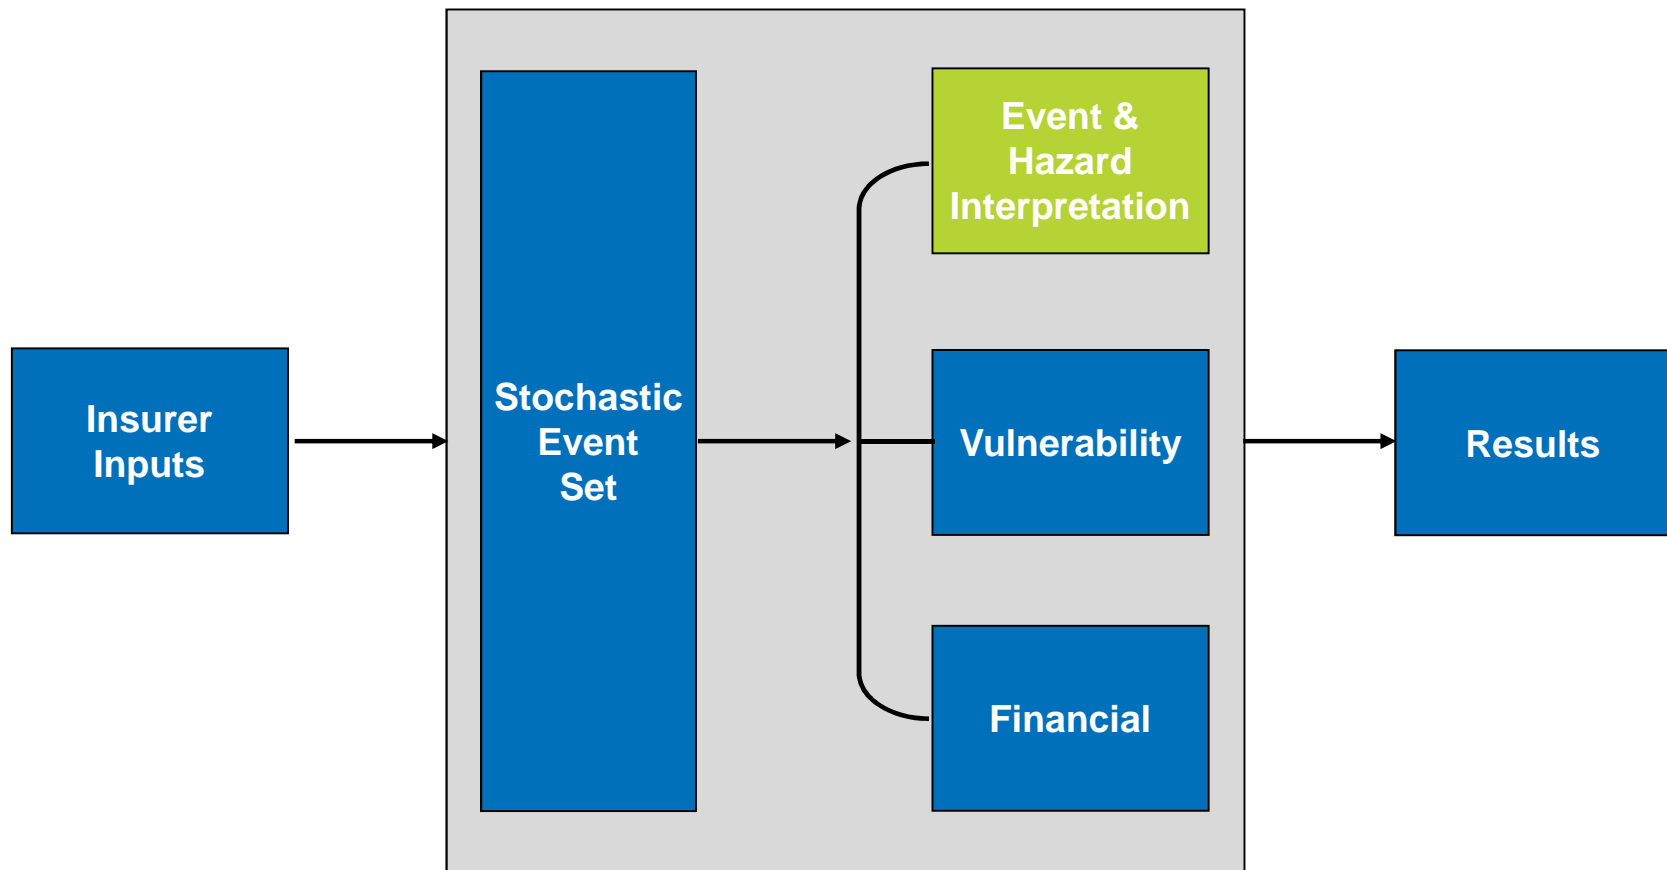 Insurer
Inputs
Stochastic
Event
Set
Event &
Hazard
Interpretation
Vulnerability
Financial
Results